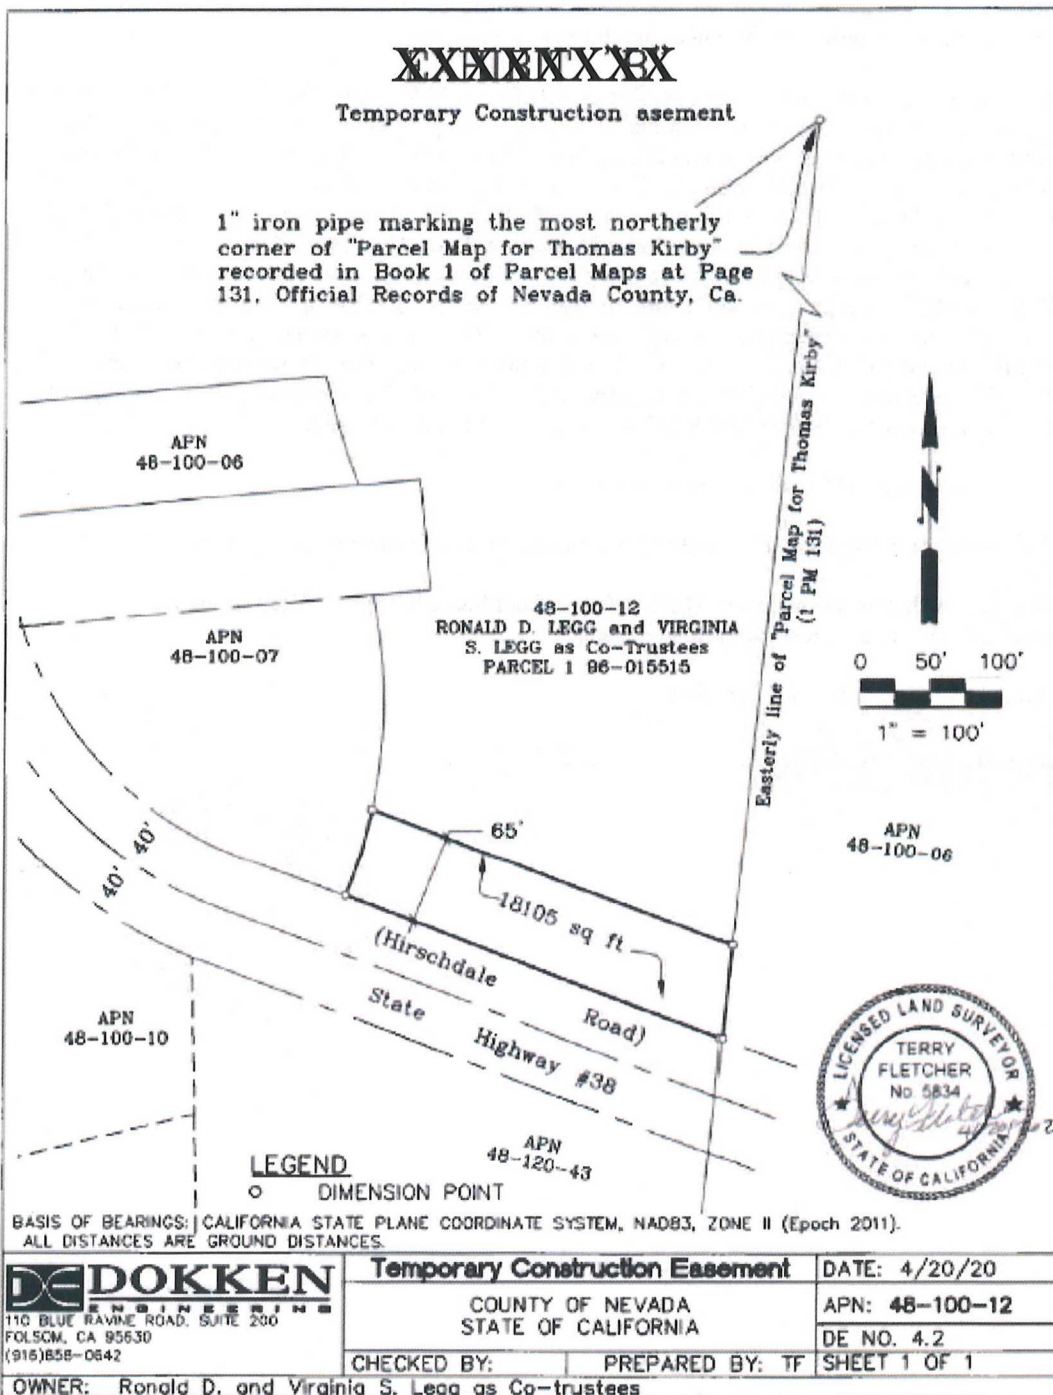 Temporary Construction asement
1" iron pipe marking the most northerly
corner of "Parcel Map for Thomas Kirby"
recorded in Book 1 of Parcel Maps at Page
131, Official Records of Nevada County, Ca.
Easterly line of "Parcel Map for Thomas Kirby"
(1 PM 131)
APN
48-100-06
APN
48-100-07
48-100-12
RONALD D. LEGG and VIRGINIA
S. LEGG as Co-Trustees
PARCEL 1 96-015515
0 50' 100'
1" = 100'
APN
48-100-06
65'
18105 sq ft
40'
40'
(Hirschdale Road)
State Highway #38
APN
48-100-10
APN
48-120-43
LICENSED LAND SURVEYOR
TERRY
FLETCHER
No. 5834
STATE OF CALIFORNIA
LEGEND
DIMENSION POINT
BASIS OF BEARINGS: CALIFORNIA STATE PLANE COORDINATE SYSTEM, NAD83, ZONE II (Epoch 2011).
ALL DISTANCES ARE GROUND DISTANCES.
DOKKEN
ENGINEERING
110 BLUE RAVINE ROAD, SUITE 200
FOLSOM, CA 95630
(916)858-0642
Temporary Construction Easement
COUNTY OF NEVADA
STATE OF CALIFORNIA
CHECKED BY: PREPARED BY: TF
DATE: 4/20/20
APN: 48-100-12
DE NO. 4.2
SHEET 1 OF 1
OWNER: Ronald D. and Virginia S. Legg as Co-trustees